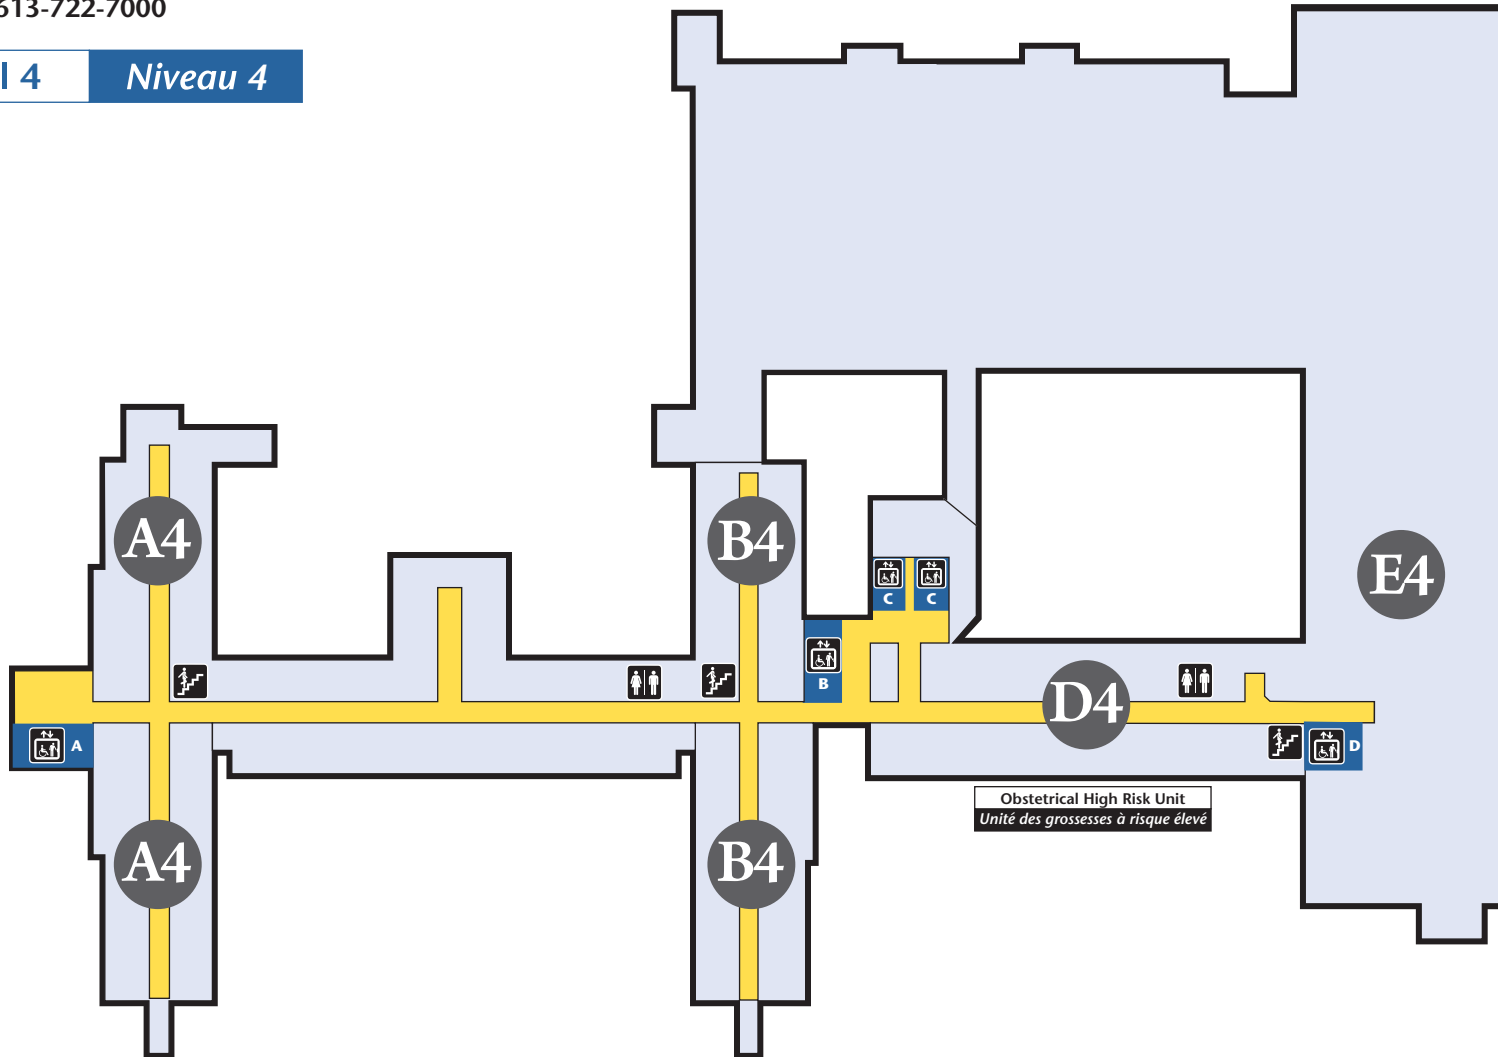 613-722-7000
l 4
Niveau 4
A4
B4
E4
C
C
B
D4
A
D
Obstetrical High Risk Unit
Unité des grossesses à risque élevé
A4
B4